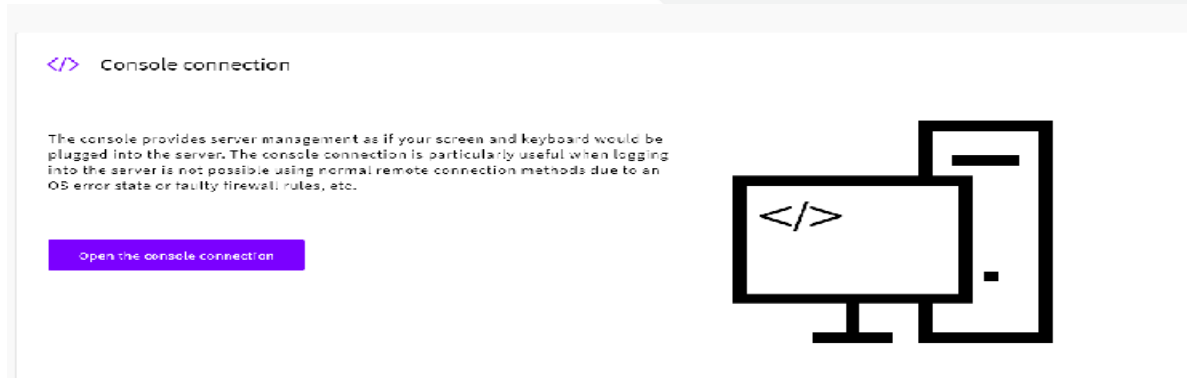 </> Console connection
The console provides server management as if your screen and keyboard would be
plugged into the server. The console connection is particularly useful when logging
into the server is not possible using normal remote connection methods due to an
OS error state or faulty firewall rules, etc.
</>
Open the console connection